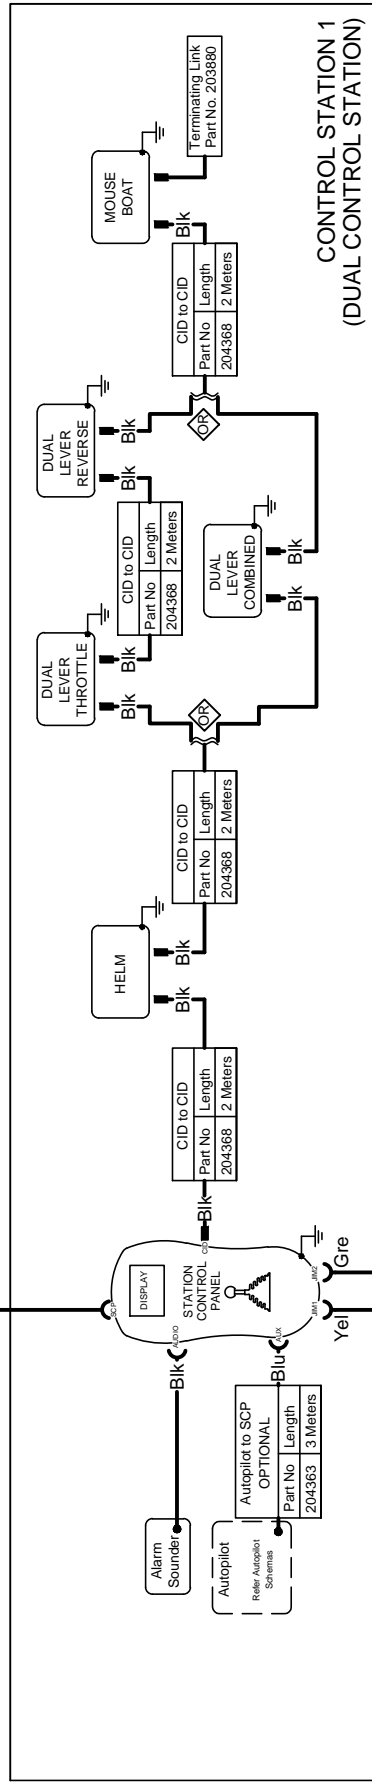 CONTROL STATION 1
(DUAL CONTROL STATION)
SCP
DISPLAY
STATION
CONTROL
PANEL
AUDIO
CID
AUX
JIM1
JIM2
Yel
Gre
Blk
Alarm
Sounder
Blu
Autopilot to SCP
OPTIONAL
Part No Length
204363 3 Meters
Autopilot
Refer Autopilot
Schemas
Blk
CID to CID
Part No Length
204368 2 Meters
Blk
HELM
Blk
CID to CID
Part No Length
204368 2 Meters
OR
Blk
DUAL
LEVER
THROTTLE
Blk
CID to CID
Part No Length
204368 2 Meters
Blk
DUAL
LEVER
REVERSE
Blk
Blk
DUAL
LEVER
COMBINED
Blk
OR
CID to CID
Part No Length
204368 2 Meters
Blk
MOUSE
BOAT
Terminating Link
Part No. 203880